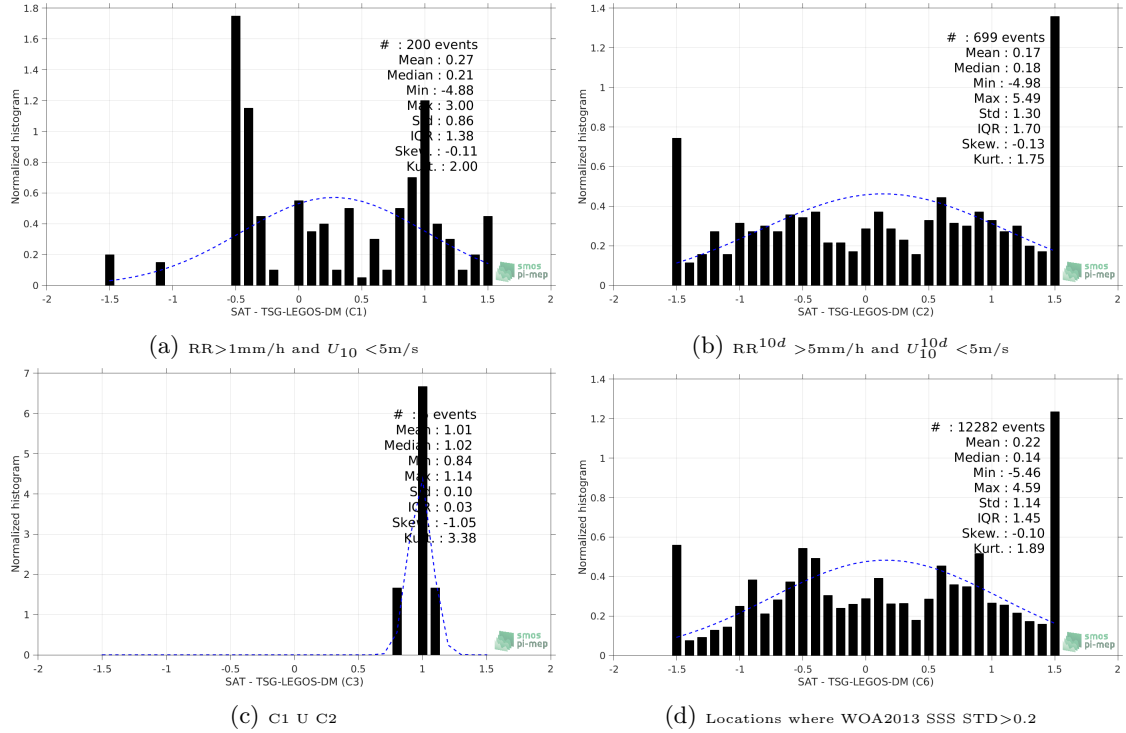 1.8
1.6
1.4
1.2
1
0.8
0.6
0.4
0.2
0
Normalized histogram
# : 200 events
Mean : 0.27
Median : 0.21
Min : -4.88
Max : 3.00
Std : 0.86
IQR : 1.38
Skew. : -0.11
Kurt. : 2.00
smos
pi-mep
-2 -1.5 -1 -0.5 0 0.5 1 1.5 2
SAT - TSG-LEGOS-DM (C1)
(a) RR>1mm/h and U10 <5m/s
1.4
1.2
1
0.8
0.6
0.4
0.2
0
Normalized histogram
# : 699 events
Mean : 0.17
Median : 0.18
Min : -4.98
Max : 5.49
Std : 1.30
IQR : 1.70
Skew. : -0.13
Kurt. : 1.75
smos
pi-mep
-2 -1.5 -1 -0.5 0 0.5 1 1.5 2
SAT - TSG-LEGOS-DM (C2)
(b) RR^10d >5mm/h and U10^10d <5m/s
7
6
5
4
3
2
1
0
Normalized histogram
# : events
Mean : 1.01
Median : 1.02
Min : 0.84
Max : 1.14
Std : 0.10
IQR : 0.03
Skew. : -1.05
Kurt. : 3.38
smos
pi-mep
-2 -1.5 -1 -0.5 0 0.5 1 1.5 2
SAT - TSG-LEGOS-DM (C3)
(c) C1 U C2
1.4
1.2
1
0.8
0.6
0.4
0.2
0
Normalized histogram
# : 12282 events
Mean : 0.22
Median : 0.14
Min : -5.46
Max : 4.59
Std : 1.14
IQR : 1.45
Skew. : -0.10
Kurt. : 1.89
smos
pi-mep
-2 -1.5 -1 -0.5 0 0.5 1 1.5 2
SAT - TSG-LEGOS-DM (C6)
(d) Locations where WOA2013 SSS STD>0.2